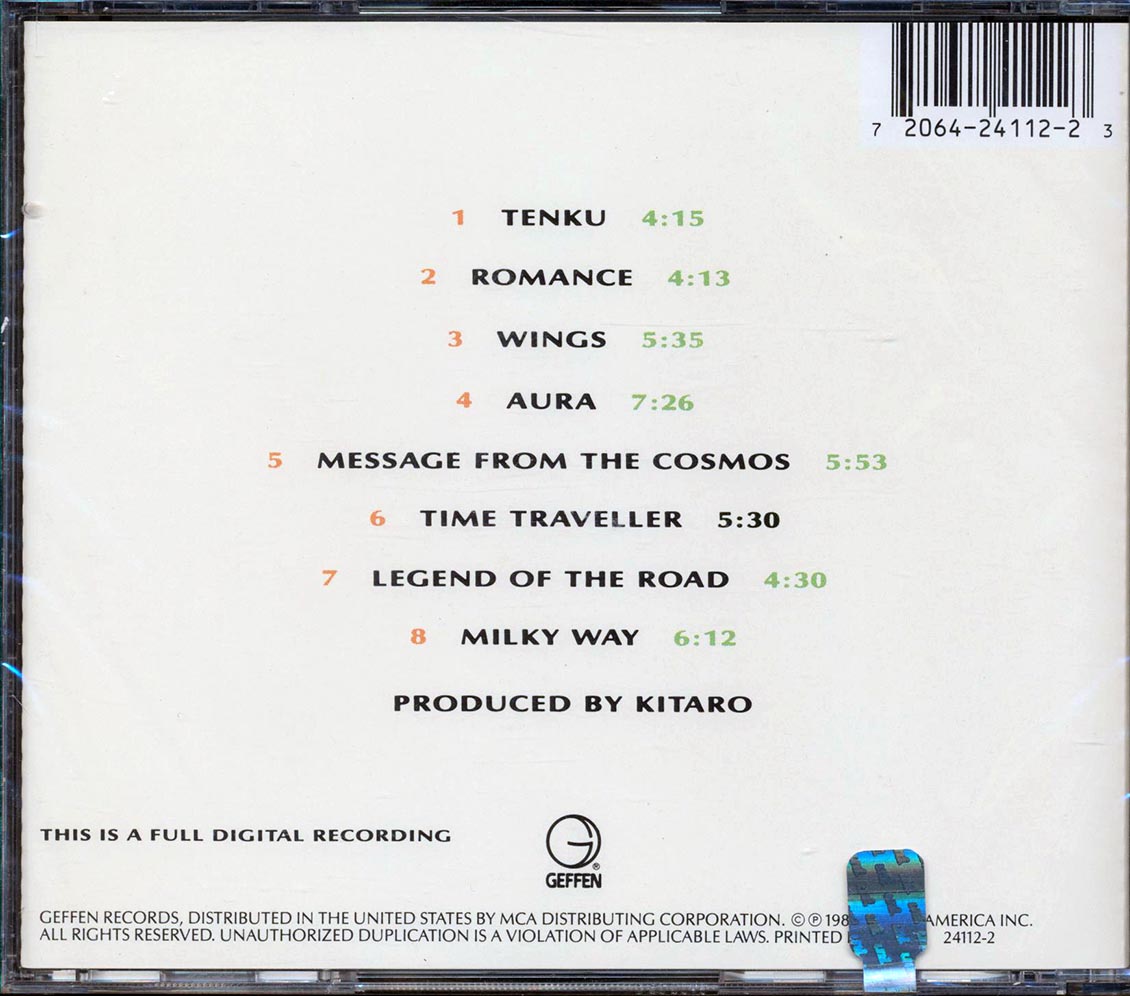 7 2064-24112-2 3
1 TENKU 4:15
2 ROMANCE 4:13
3 WINGS 5:35
4 AURA 7:26
5 MESSAGE FROM THE COSMOS 5:53
6 TIME TRAVELLER 5:30
7 LEGEND OF THE ROAD 4:30
8 MILKY WAY 6:12
PRODUCED BY KITARO
THIS IS A FULL DIGITAL RECORDING
G®
GEFFEN
GEFFEN RECORDS, DISTRIBUTED IN THE UNITED STATES BY MCA DISTRIBUTING CORPORATION. ©℗ AMERICA INC.
ALL RIGHTS RESERVED. UNAUTHORIZED DUPLICATION IS A VIOLATION OF APPLICABLE LAWS. PRINTED 24112-2